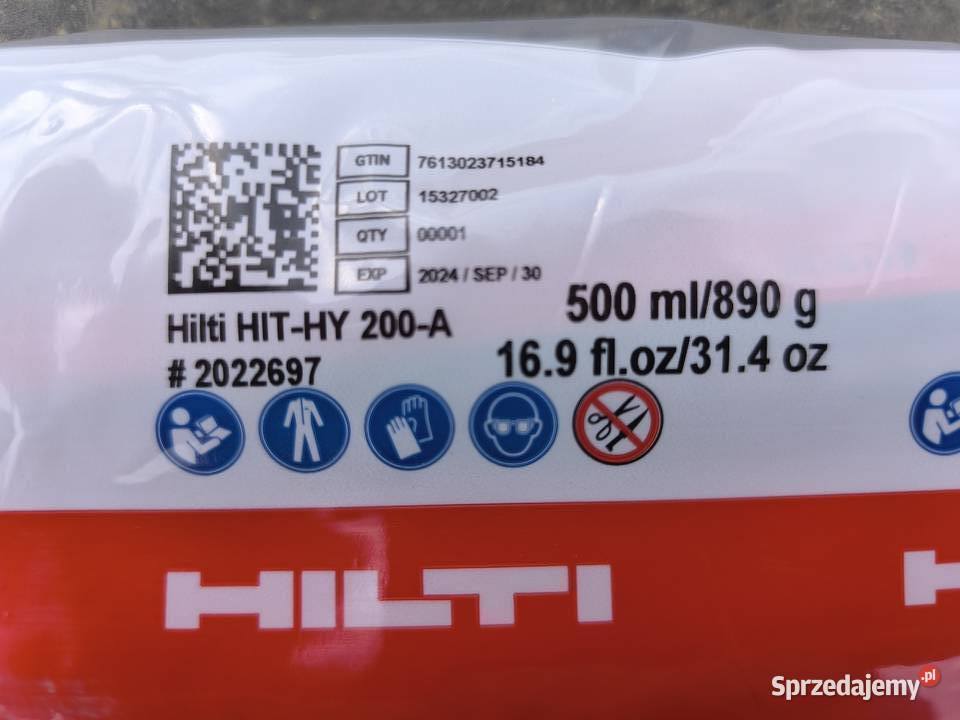 GTIN 7613023715184
LOT 15327002
QTY 00001
EXP 2024 / SEP / 30
Hilti HIT-HY 200-A
# 2022697
500 ml/890 g
16.9 fl.oz/31.4 oz
HILTI
H
Sprzedajemy.pl